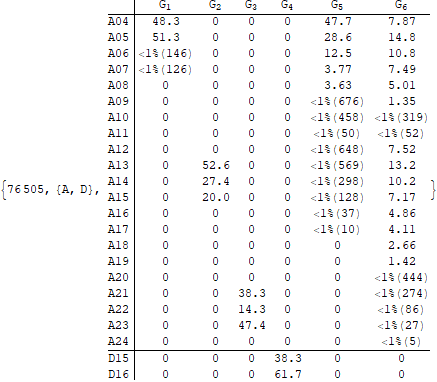 G1 G2 G3 G4 G5 G6
A04 48.3 0 0 0 47.7 7.87
A05 51.3 0 0 0 28.6 14.8
A06 <1%(146) 0 0 0 12.5 10.8
A07 <1%(126) 0 0 0 3.77 7.49
A08 0 0 0 0 3.63 5.01
A09 0 0 0 0 <1%(676) 1.35
A10 0 0 0 0 <1%(458) <1%(319)
A11 0 0 0 0 <1%(50) <1%(52)
A12 0 0 0 0 <1%(648) 7.52
A13 0 52.6 0 0 <1%(569) 13.2
{76505, {A, D}, A14 0 27.4 0 0 <1%(298) 10.2 }
A15 0 20.0 0 0 <1%(128) 7.17
A16 0 0 0 0 <1%(37) 4.86
A17 0 0 0 0 <1%(10) 4.11
A18 0 0 0 0 0 2.66
A19 0 0 0 0 0 1.42
A20 0 0 0 0 0 <1%(444)
A21 0 0 38.3 0 0 <1%(274)
A22 0 0 14.3 0 0 <1%(86)
A23 0 0 47.4 0 0 <1%(27)
A24 0 0 0 0 0 <1%(5)
D15 0 0 0 38.3 0 0
D16 0 0 0 61.7 0 0